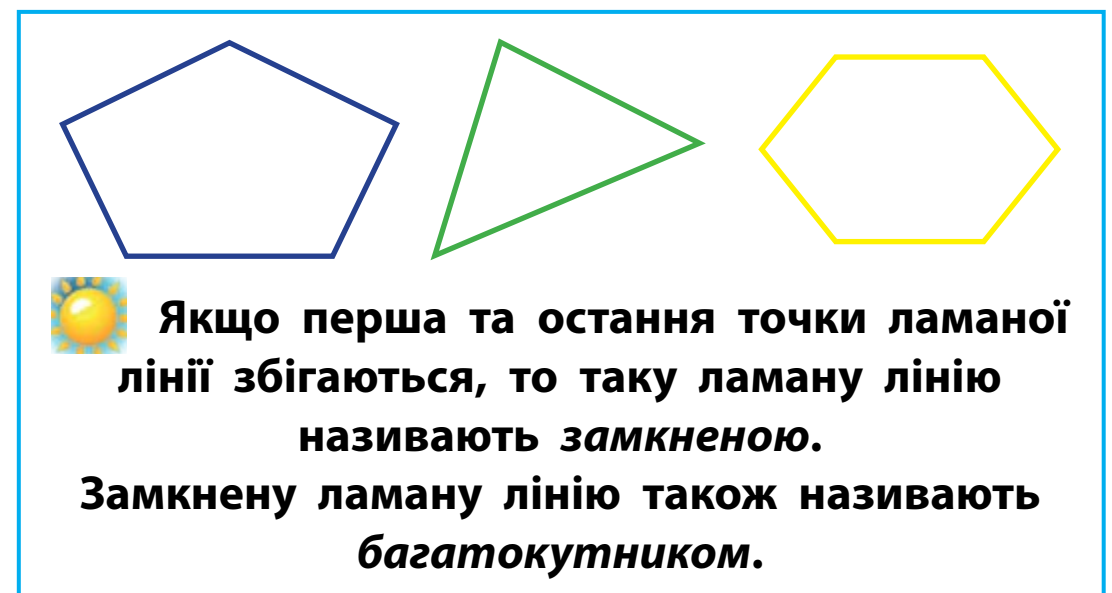 Якщо перша та остання точки ламаної
лінії збігаються, то таку ламану лінію
називають замкненою.
Замкнену ламану лінію також називають
багатокутником.